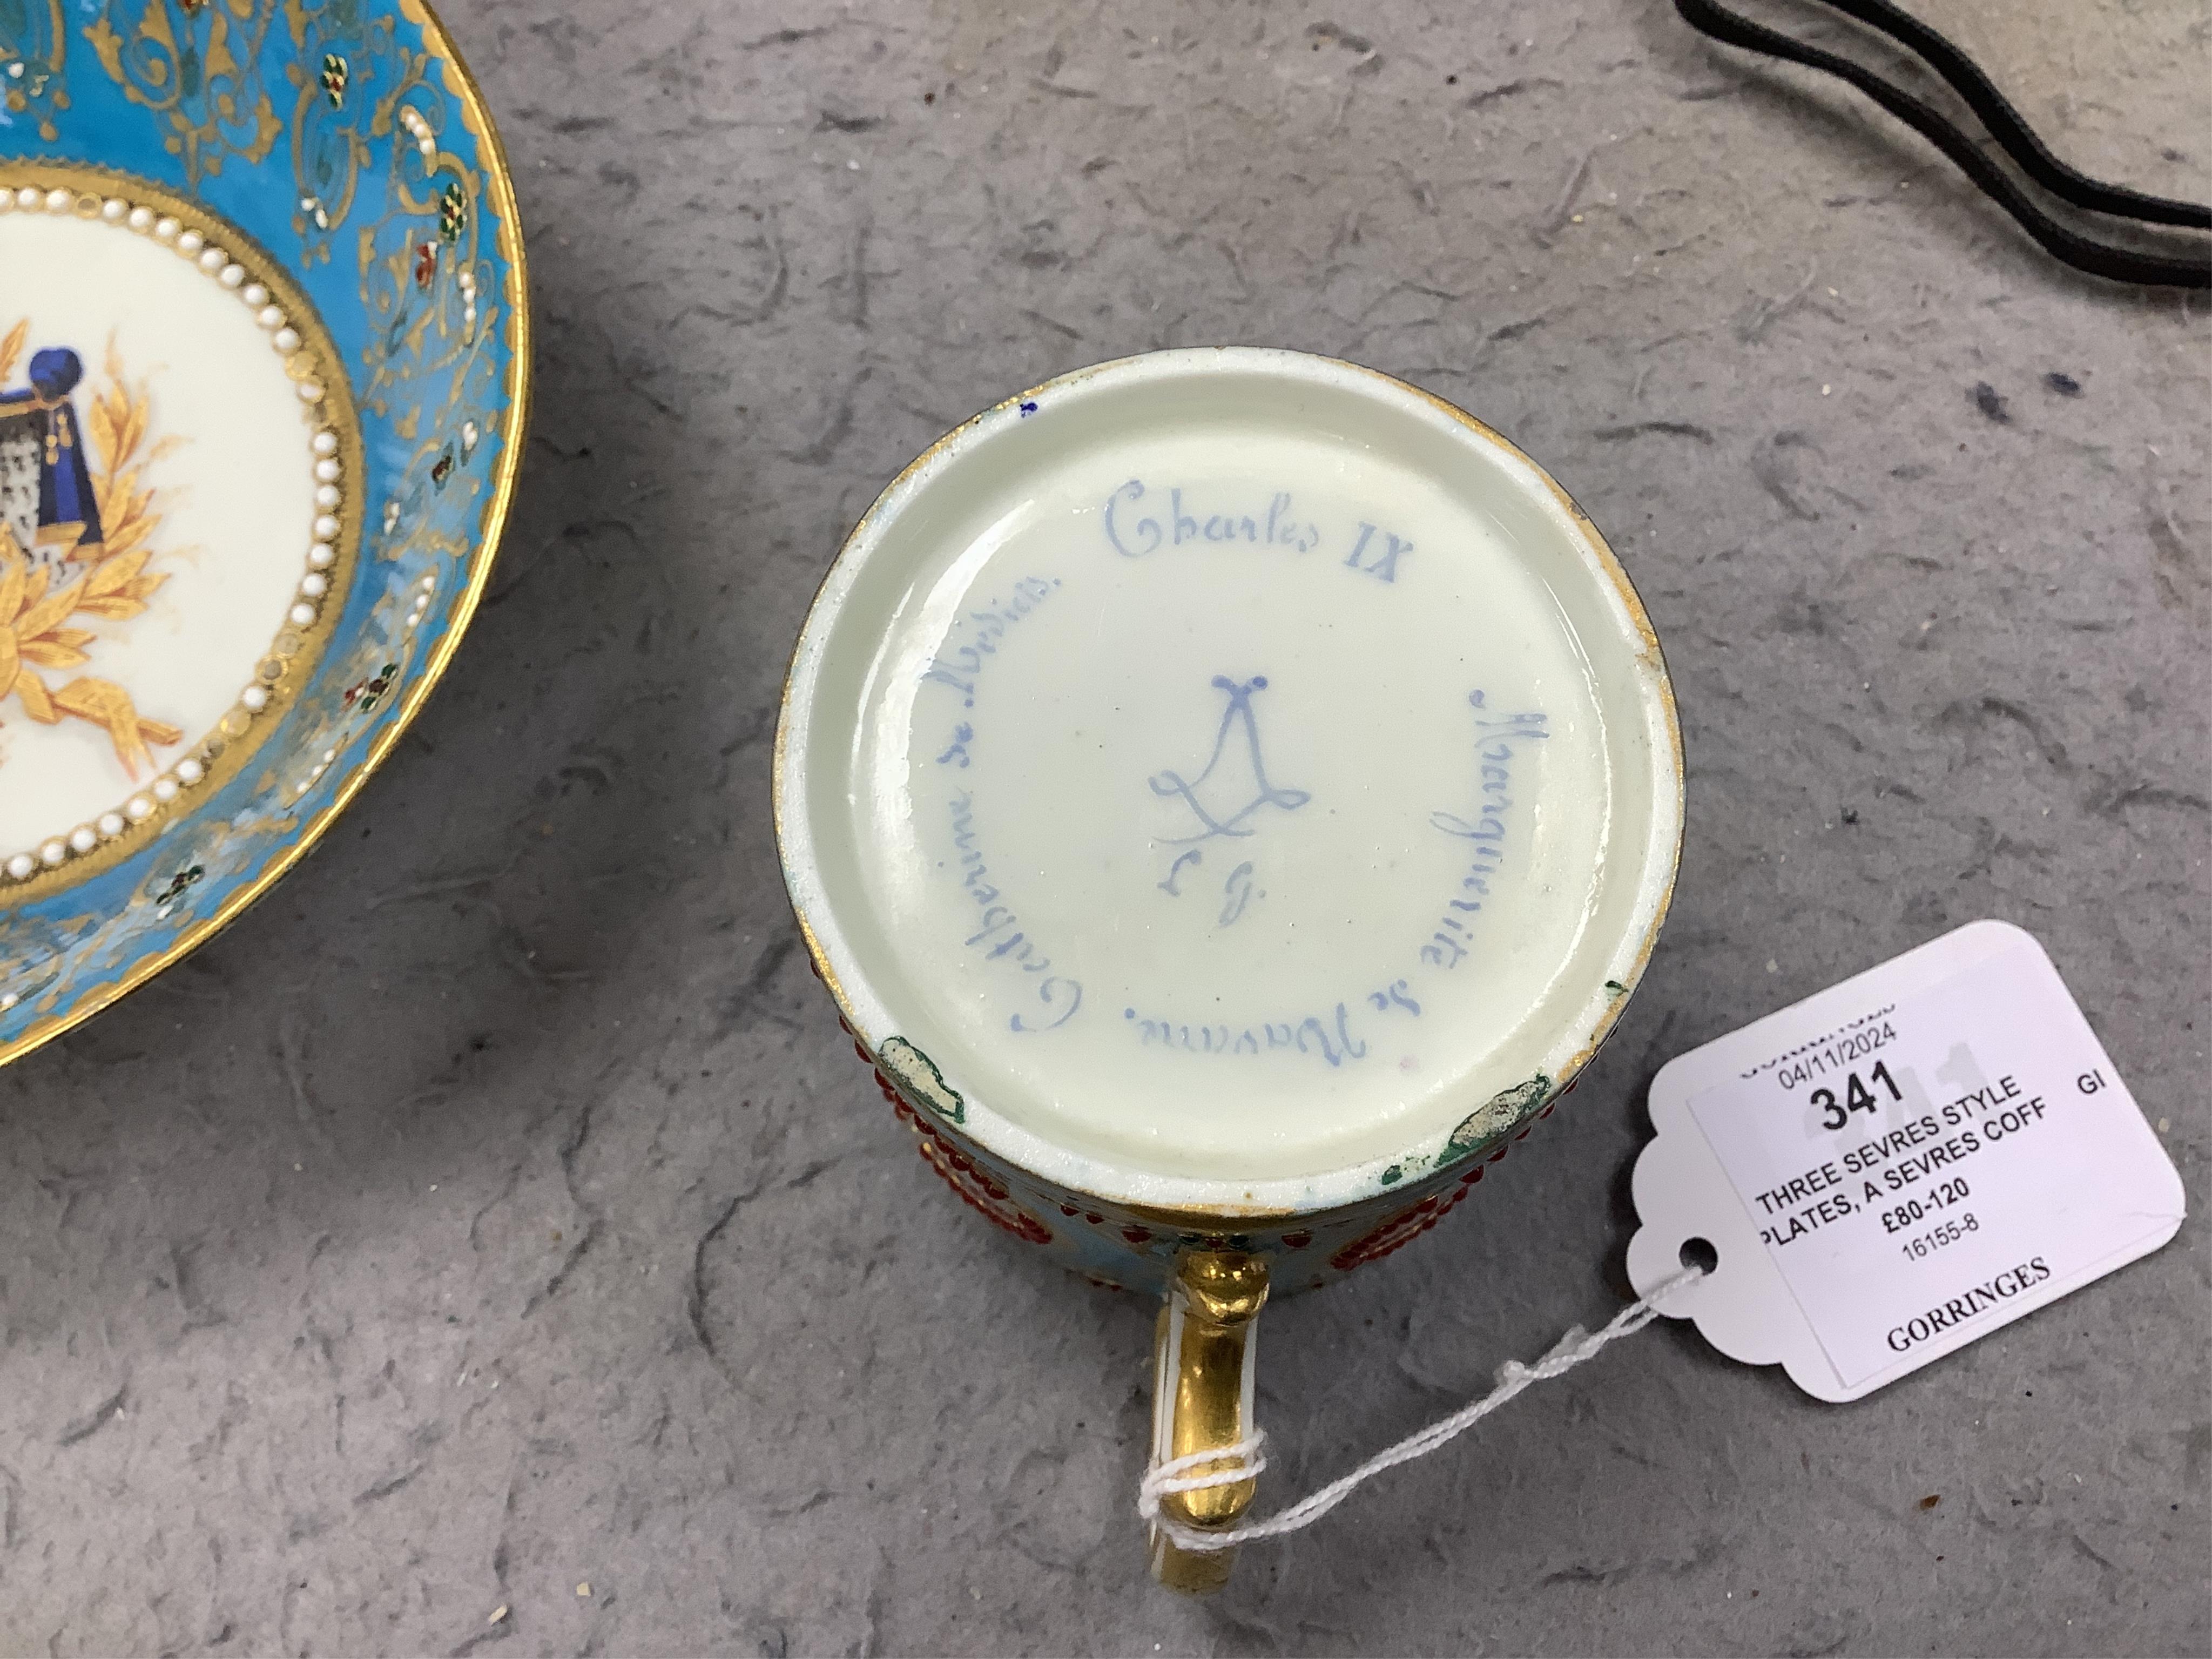 Charles IX
Marguerite de Navarre.
Catherine de Medicis.
04/11/2024
341
THREE SEVRES STYLE
PLATES, A SEVRES COFF
GI
£80-120
16155-8
GORRINGES